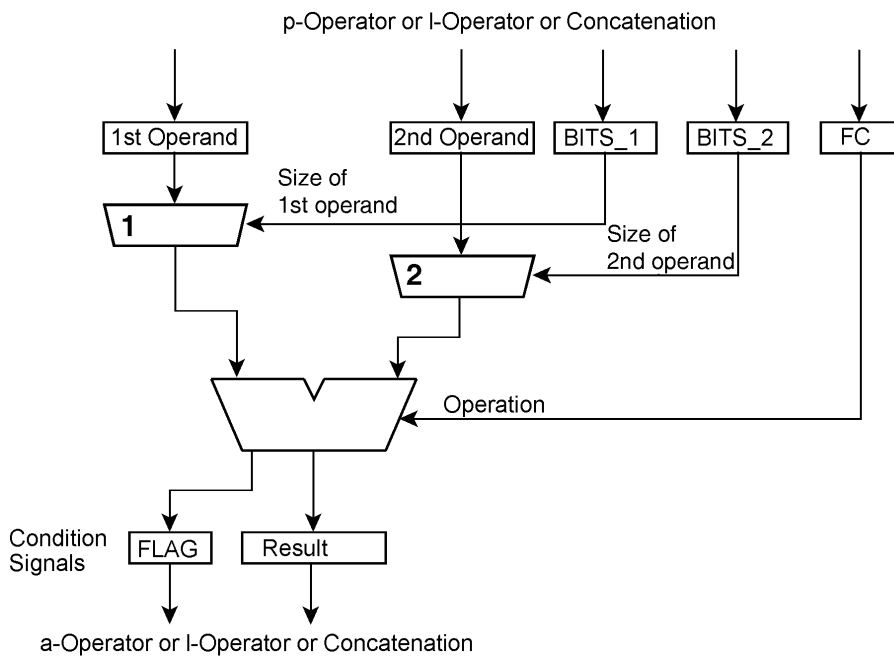 p-Operator or l-Operator or Concatenation
1st Operand
2nd Operand
BITS_1
BITS_2
FC
Size of
1st operand
1
Size of
2nd operand
2
Operation
Condition
Signals
FLAG
Result
a-Operator or l-Operator or Concatenation